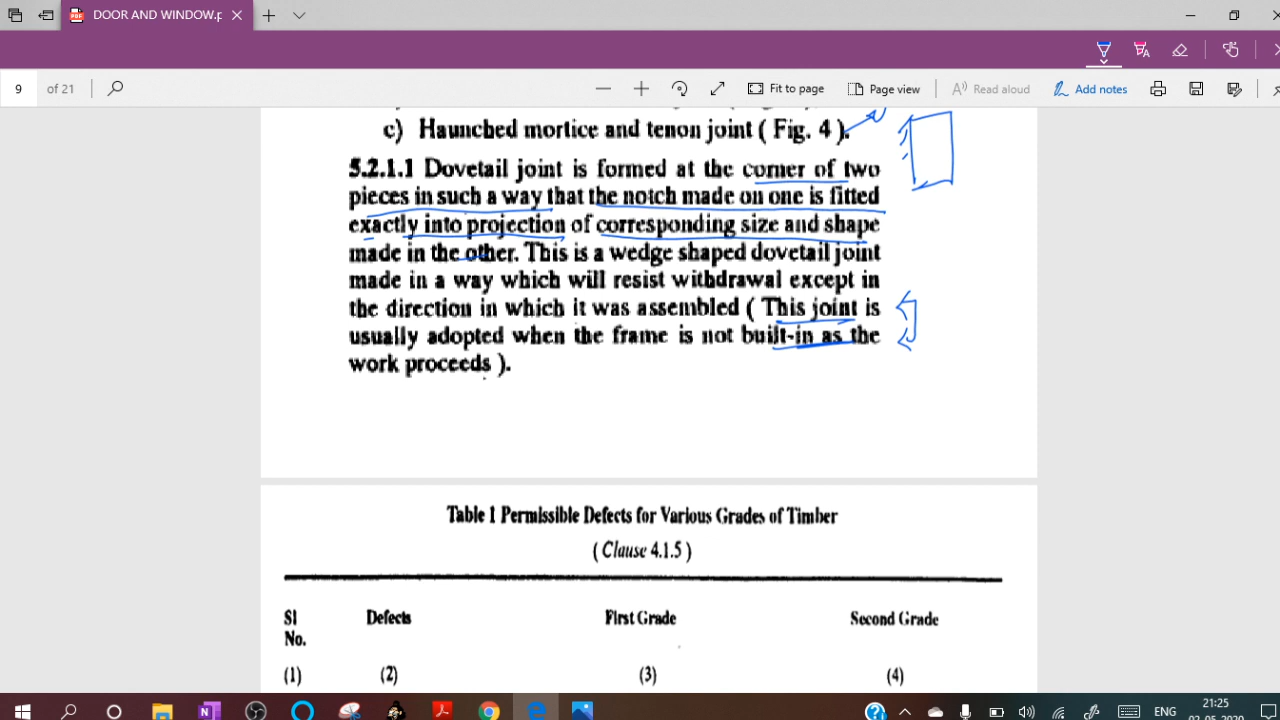 DOOR AND WINDOW.p
9 of 21
Fit to page
Page view
Read aloud
Add notes
c) Haunched mortice and tenon joint ( Fig. 4 ).
5.2.1.1 Dovetail joint is formed at the corner of two
pieces in such a way that the notch made on one is fitted
exactly into projection of corresponding size and shape
made in the other. This is a wedge shaped dovetail joint
made in a way which will resist withdrawal except in
the direction in which it was assembled ( This joint is
usually adopted when the frame is not built-in as the
work proceeds ).
Table 1 Permissible Defects for Various Grades of Timber
( Clause 4.1.5 )
Sl Defects First Grade Second Grade
No.
(1) (2) (3) (4)
ENG
21:25
02-05-2020